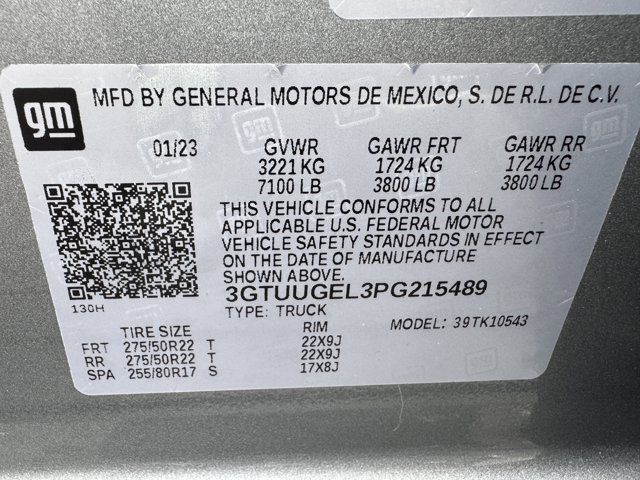 gm
MFD BY GENERAL MOTORS DE MEXICO, S. DE R.L. DE C.V.
01/23 GVWR GAWR FRT GAWR RR
3221 KG 1724 KG 1724 KG
7100 LB 3800 LB 3800 LB
THIS VEHICLE CONFORMS TO ALL
APPLICABLE U.S. FEDERAL MOTOR
VEHICLE SAFETY STANDARDS IN EFFECT
ON THE DATE OF MANUFACTURE
SHOWN ABOVE.
3GTUUGEL3PG215489
130H
TYPE: TRUCK MODEL: 39TK10543
TIRE SIZE RIM
FRT 275/50R22 T 22X9J
RR 275/50R22 T 22X9J
SPA 255/80R17 S 17X8J